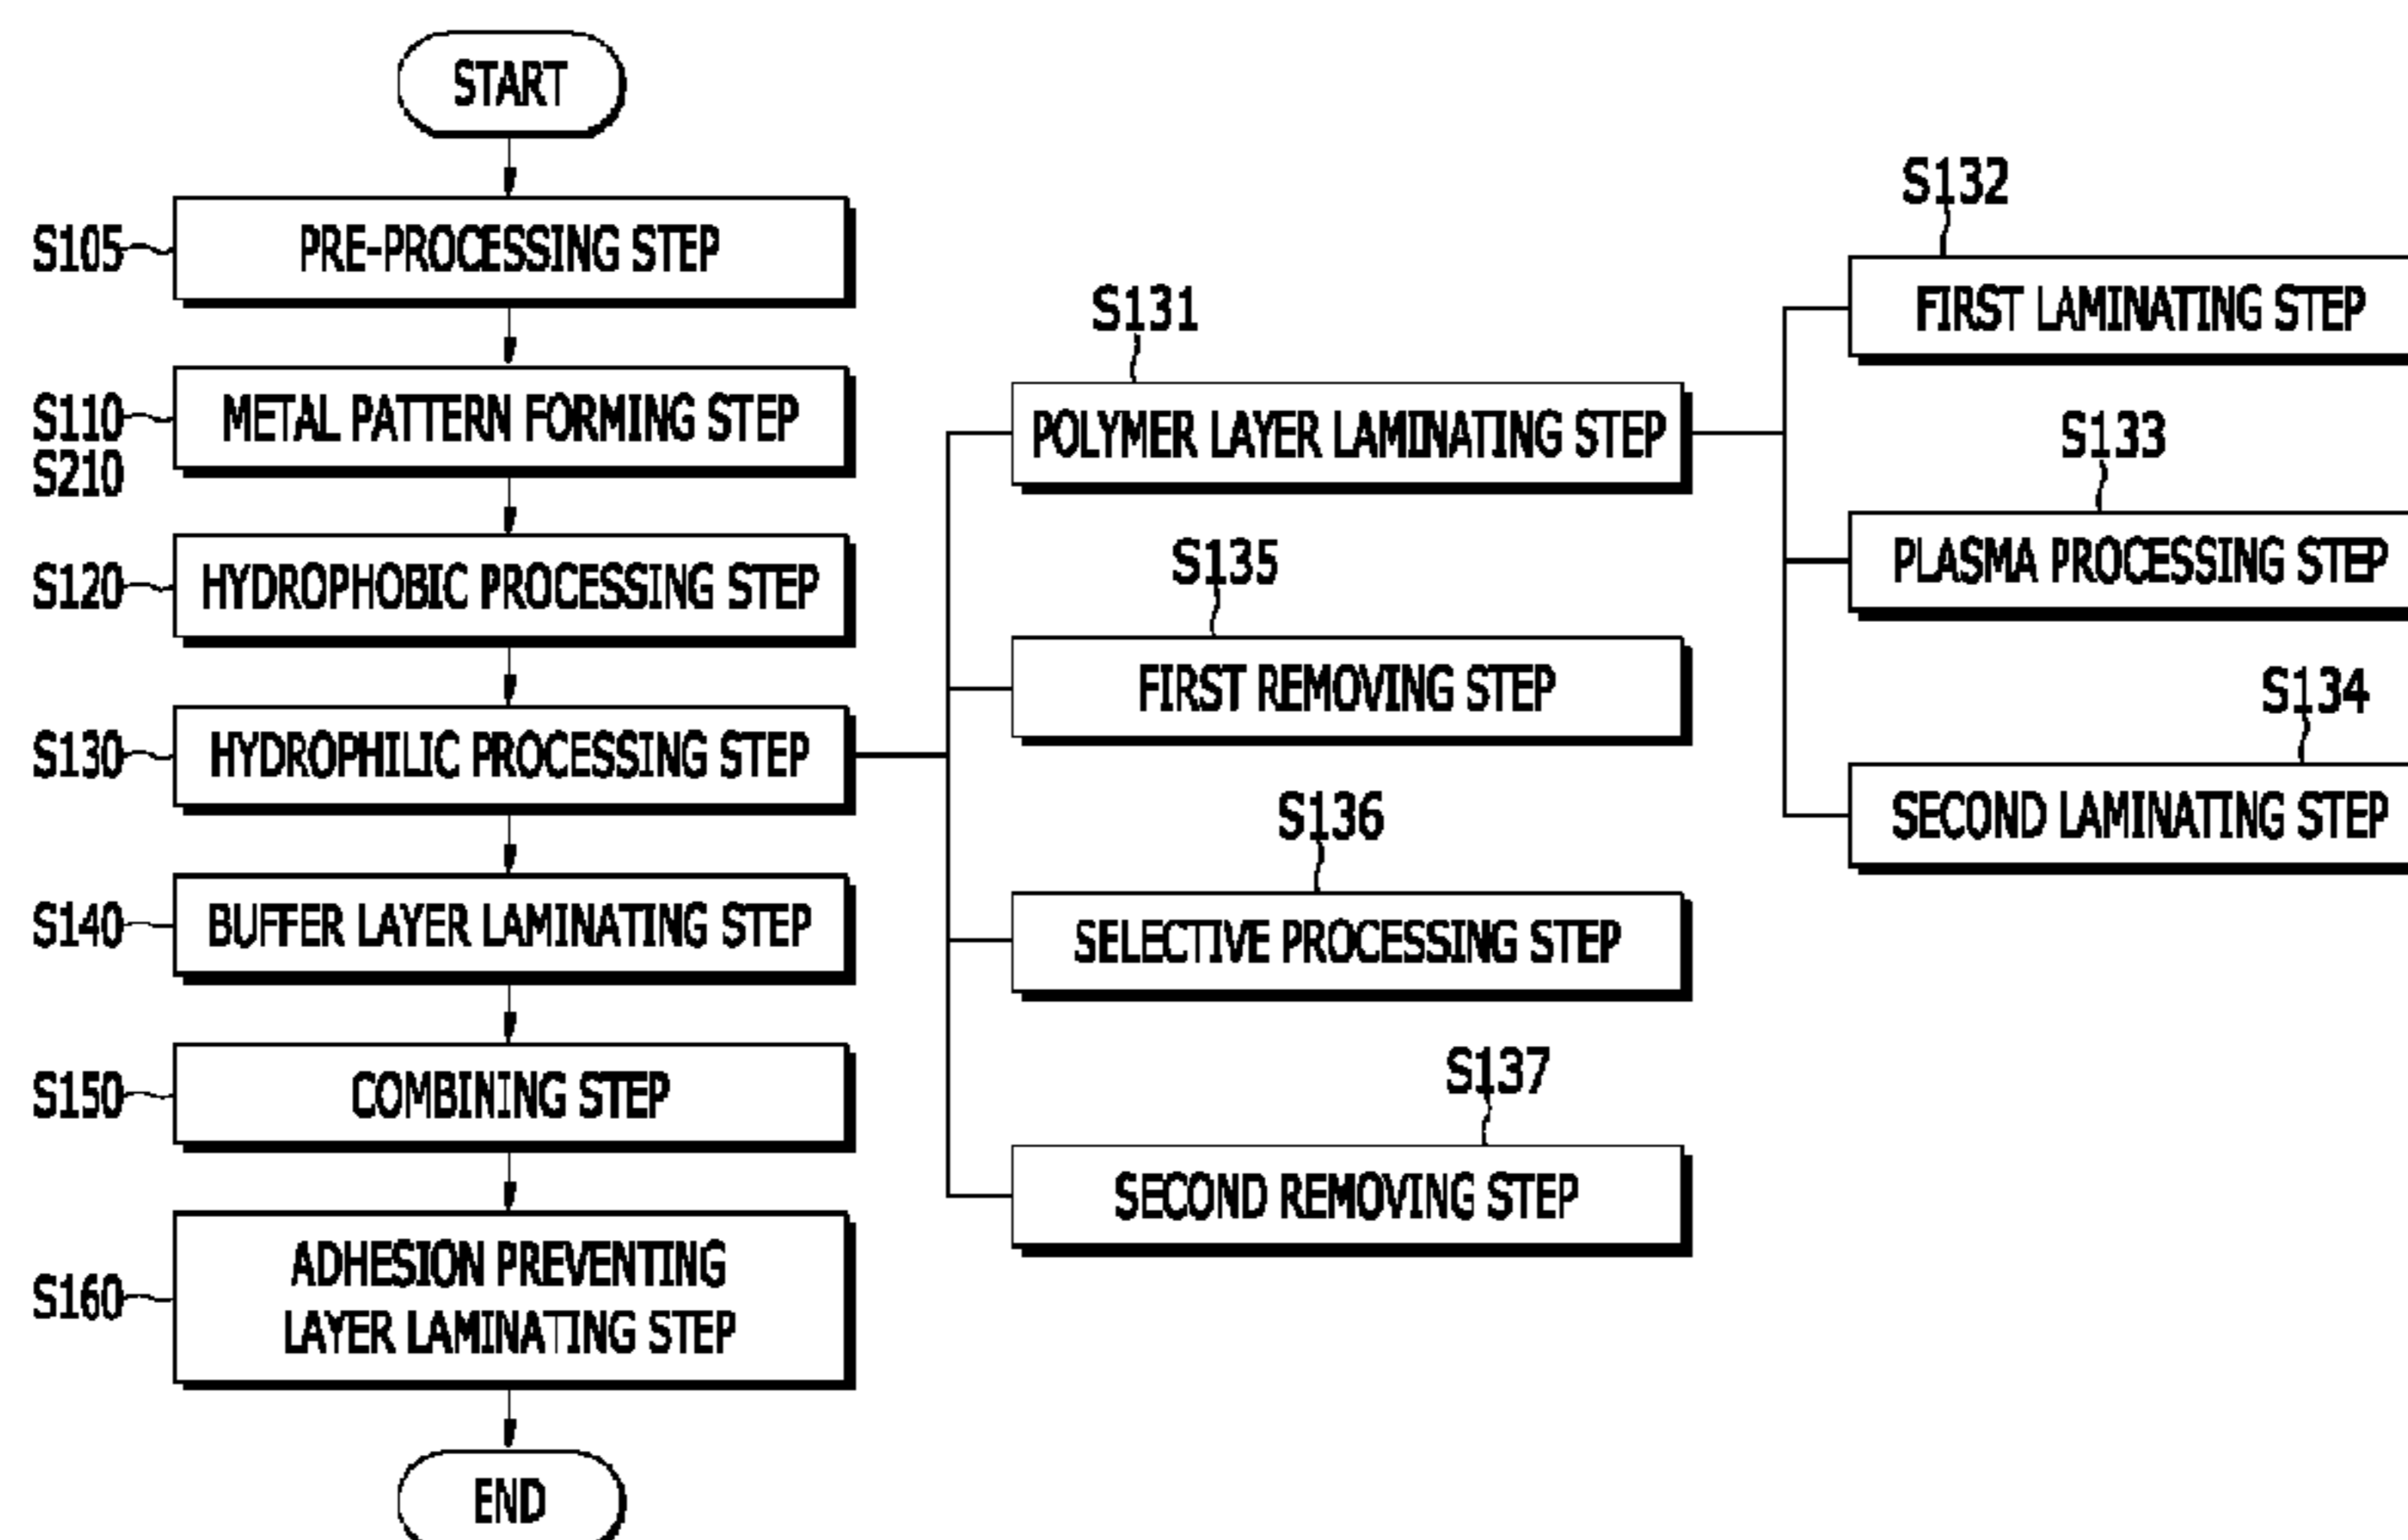 START
S105
PRE-PROCESSING STEP
S110
S210
METAL PATTERN FORMING STEP
S120
HYDROPHOBIC PROCESSING STEP
S130
HYDROPHILIC PROCESSING STEP
S140
BUFFER LAYER LAMINATING STEP
S150
COMBINING STEP
S160
ADHESION PREVENTING
LAYER LAMINATING STEP
END
S131
POLYMER LAYER LAMINATING STEP
S135
FIRST REMOVING STEP
S136
SELECTIVE PROCESSING STEP
S137
SECOND REMOVING STEP
S132
FIRST LAMINATING STEP
S133
PLASMA PROCESSING STEP
S134
SECOND LAMINATING STEP